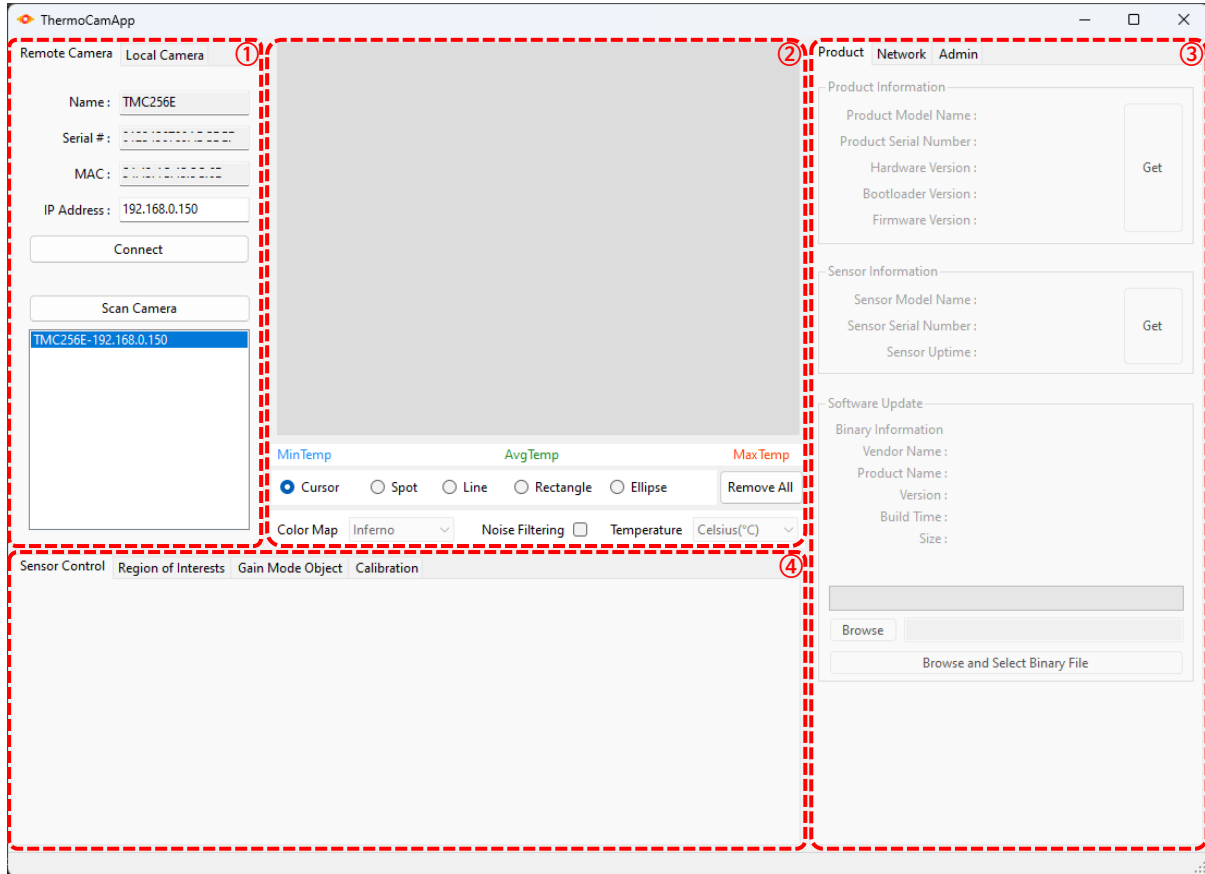 ThermoCamApp
Remote Camera Local Camera ①
Name : TMC256E
Serial # :
MAC :
IP Address : 192.168.0.150
Connect
Scan Camera
TMC256E-192.168.0.150
②
MinTemp AvgTemp MaxTemp
Cursor Spot Line Rectangle Ellipse Remove All
Color Map Inferno Noise Filtering Temperature Celsius(°C)
Product Network Admin ③
Product Information
Product Model Name :
Product Serial Number :
Hardware Version :
Bootloader Version :
Firmware Version :
Get
Sensor Information
Sensor Model Name :
Sensor Serial Number :
Sensor Uptime :
Get
Software Update
Binary Information
Vendor Name :
Product Name :
Version :
Build Time :
Size :
Browse
Browse and Select Binary File
Sensor Control Region of Interests Gain Mode Object Calibration ④